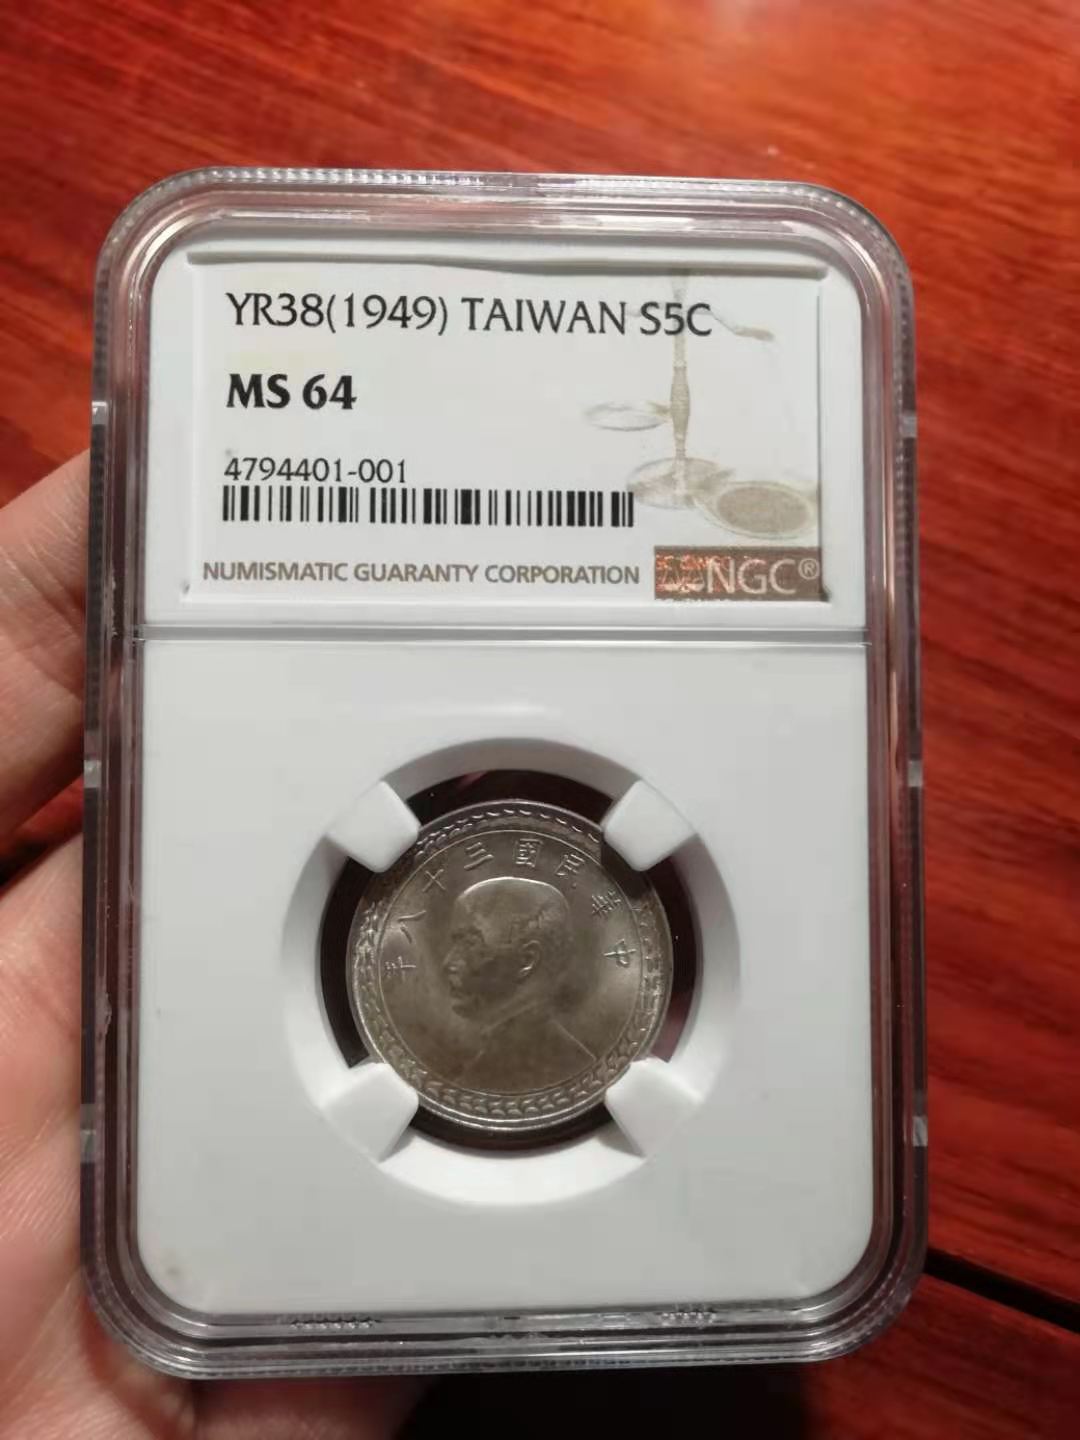 YR38(1949) TAIWAN S5C
MS 64
4794401-001
NUMISMATIC GUARANTY CORPORATION NGC®
中華民國三十八年